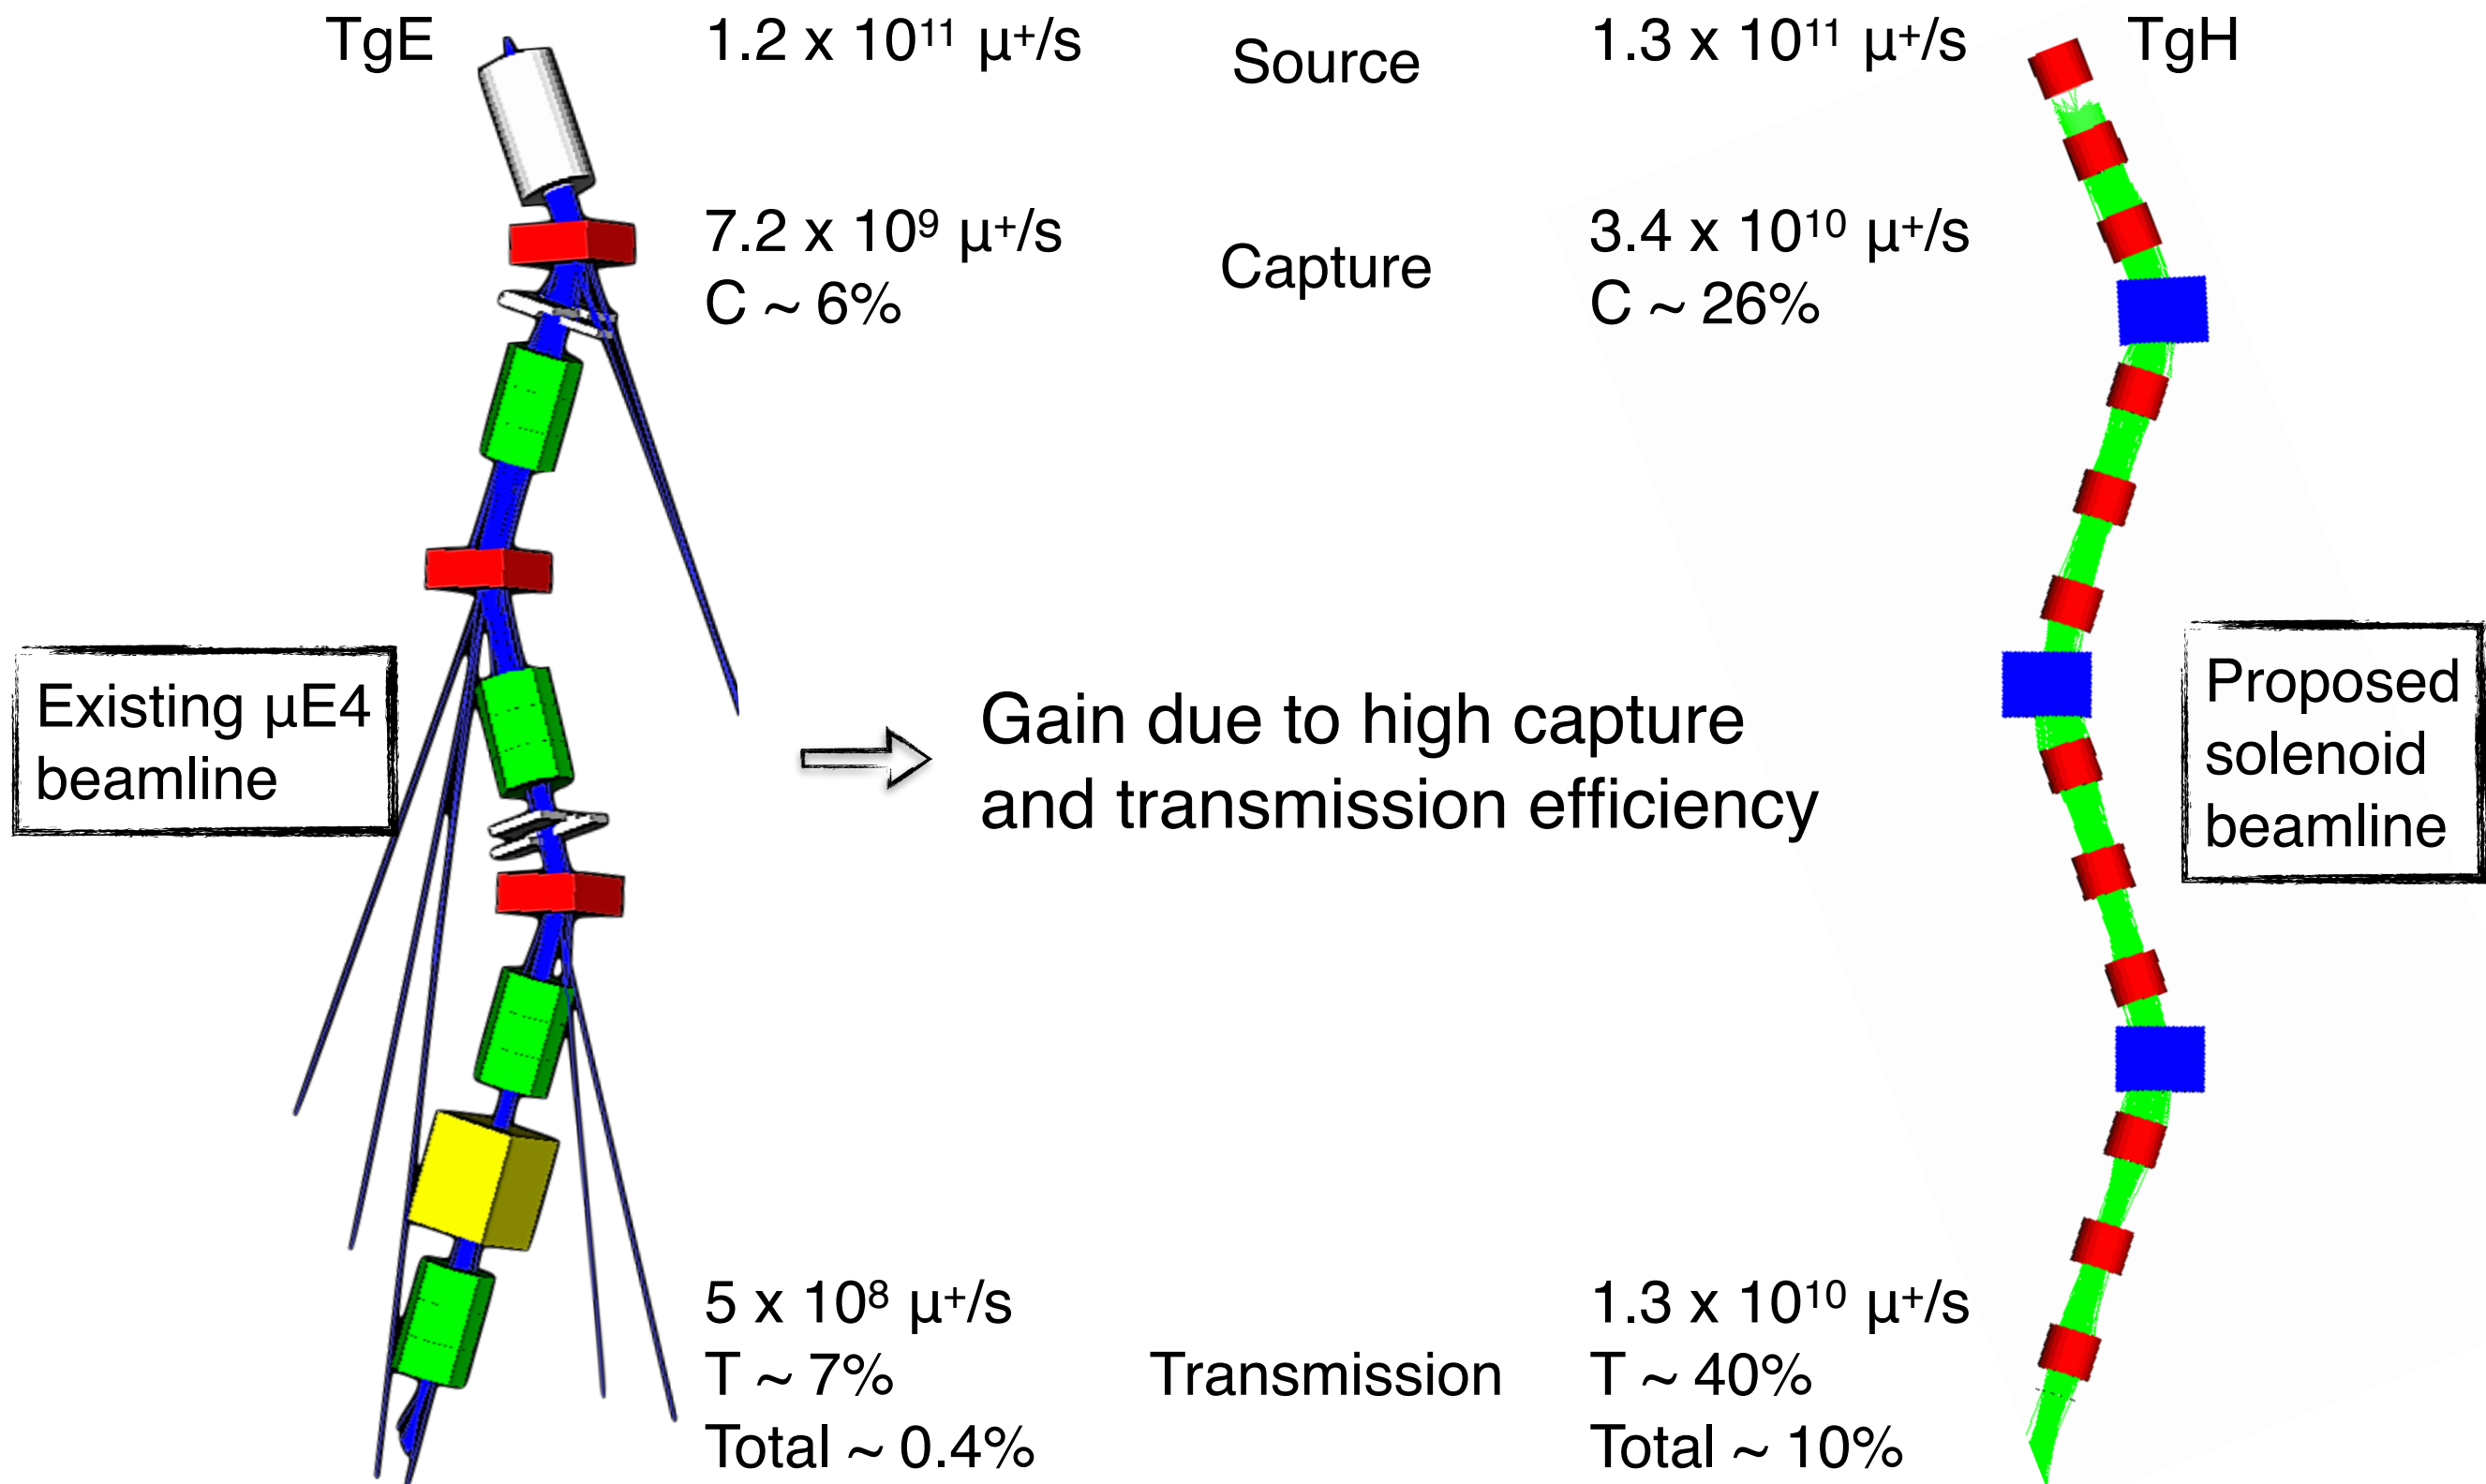 TgE
1.2 x 10¹¹ μ⁺/s
Source
1.3 x 10¹¹ μ⁺/s
TgH
7.2 x 10⁹ μ⁺/s
C ~ 6%
Capture
3.4 x 10¹⁰ μ⁺/s
C ~ 26%
Existing μE4
beamline
Gain due to high capture
and transmission efficiency
Proposed
solenoid
beamline
5 x 10⁸ μ⁺/s
T ~ 7%
Total ~ 0.4%
Transmission
1.3 x 10¹⁰ μ⁺/s
T ~ 40%
Total ~ 10%